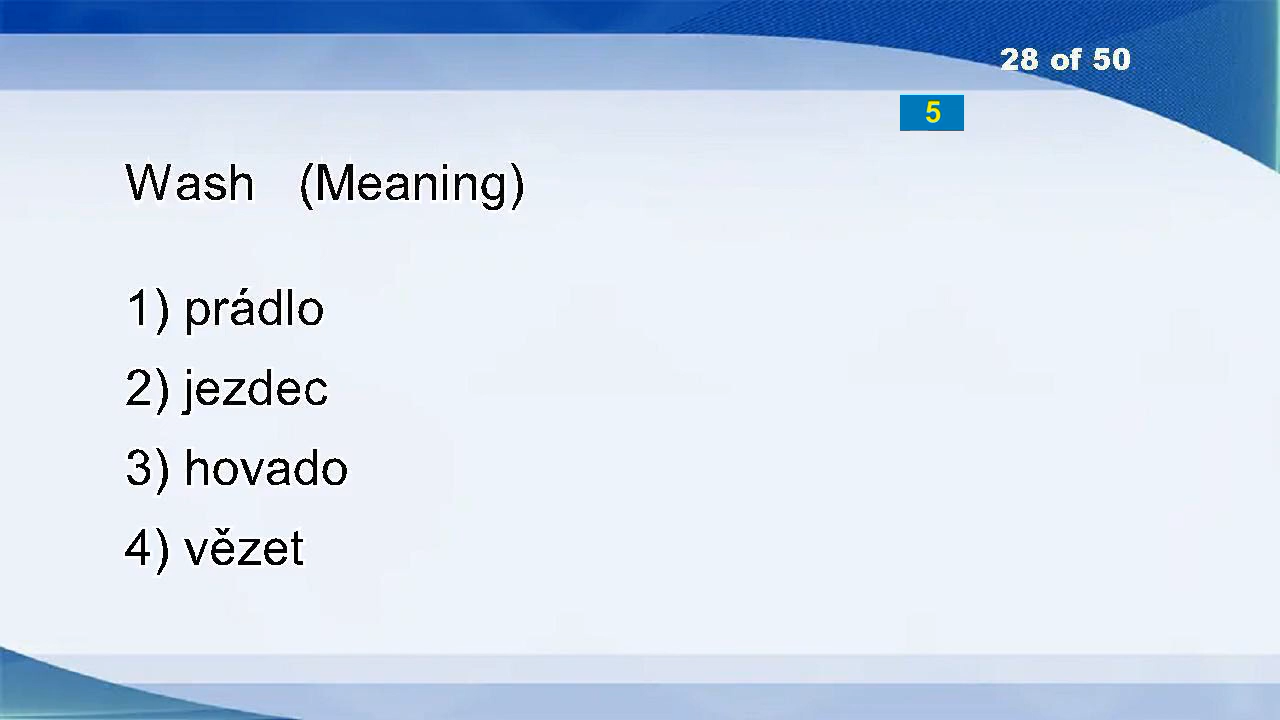 28 of 50
5
Wash (Meaning)
1) prádlo
2) jezdec
3) hovado
4) vězet